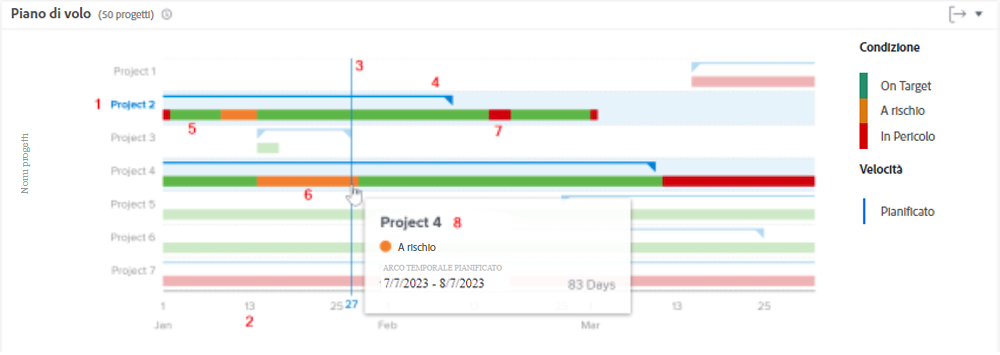 Piano di volo (50 progetti)
Condizione
On Target
A rischio
In Pericolo
Velocità
Pianificato
Nomi progetti
3
4
Project 1
1 Project 2
5
7
Project 3
Project 4
6
Project 5
Project 6
Project 7
Project 4 8
A rischio
ARCO TEMPORALE PIANIFICATO
7/7/2023 - 8/7/2023
83 Days
1 13 25 27 1 13 25
2
Jan Feb Mar